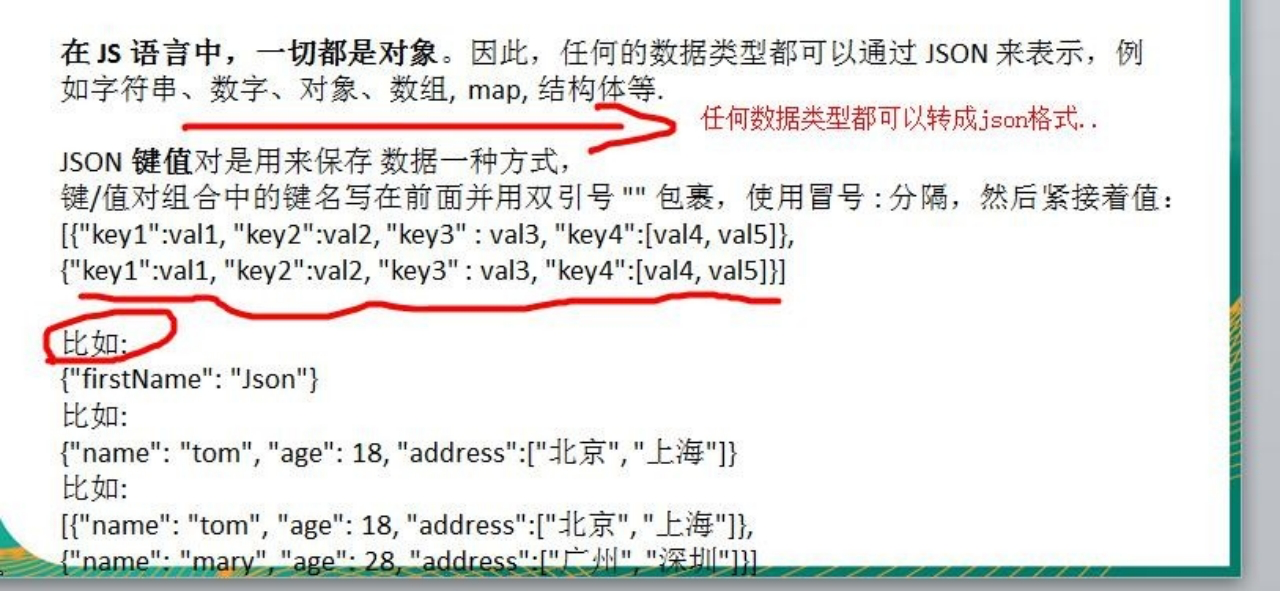 在 JS 语言中，一切都是对象。因此，任何的数据类型都可以通过 JSON 来表示，例
如字符串、数字、对象、数组, map, 结构体等.
任何数据类型都可以转成json格式..
JSON 键值对是用来保存 数据一种方式，
键/值对组合中的键名写在前面并用双引号 "" 包裹，使用冒号 : 分隔，然后紧接着值：
[{"key1":val1, "key2":val2, "key3" : val3, "key4":[val4, val5]},
{"key1":val1, "key2":val2, "key3" : val3, "key4":[val4, val5]}]
比如:
{"firstName": "Json"}
比如:
{"name": "tom", "age": 18, "address":["北京","上海"]}
比如:
[{"name": "tom", "age": 18, "address":["北京","上海"]},
{"name": "mary", "age": 28, "address":["广州","深圳"]}]